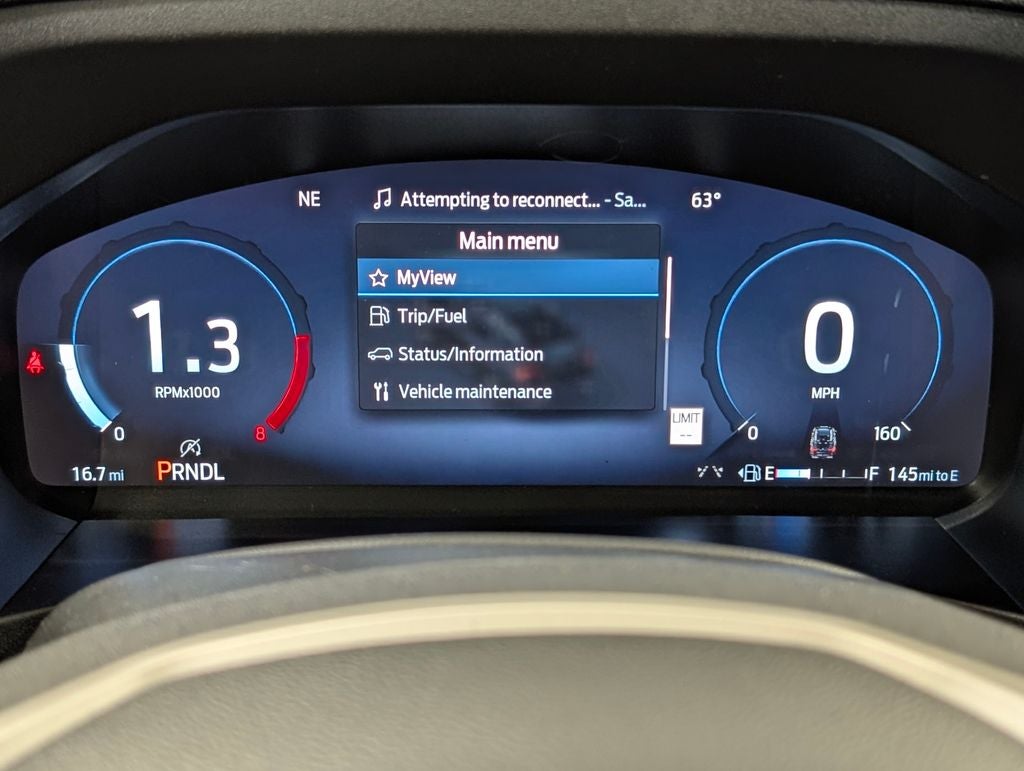 NE
Attempting to reconnect... - Sa...
63°
Main menu
MyView
Trip/Fuel
Status/Information
Vehicle maintenance
1.3
RPMx1000
0
8
0
MPH
0
160
LIMIT
--
16.7 mi
PRNDL
E
F
145 mi to E